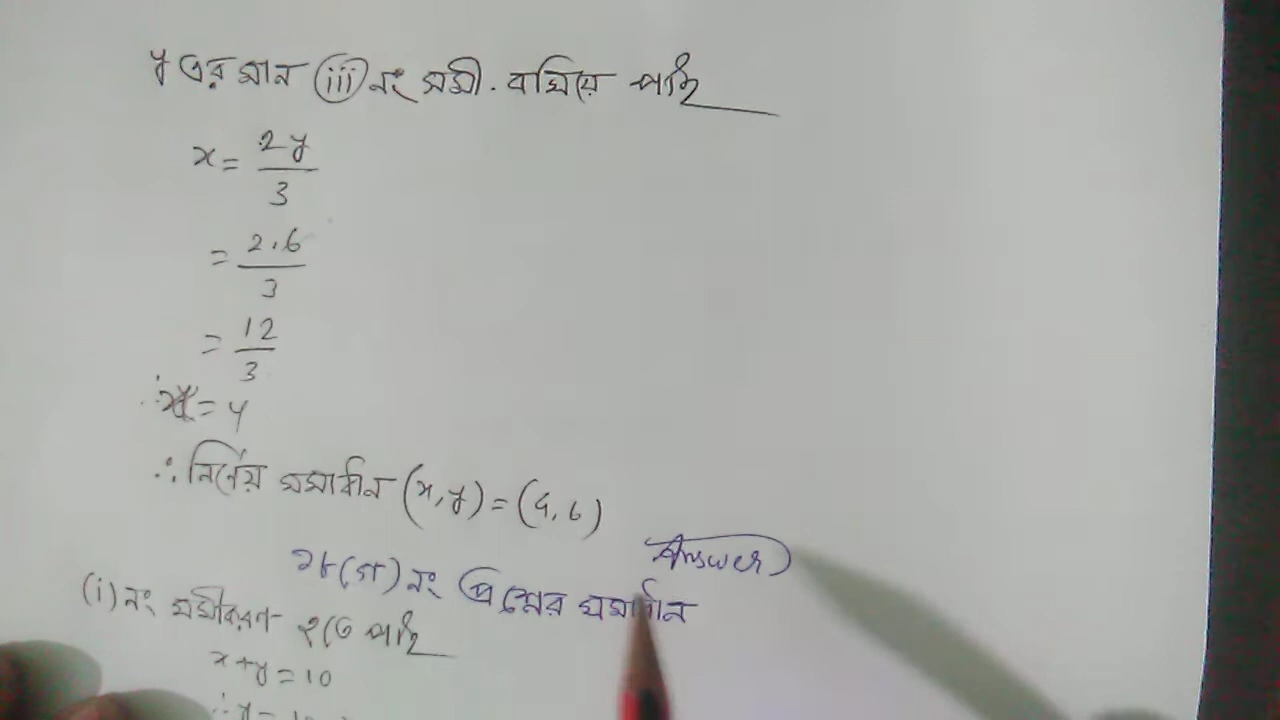 y এর মান (iii) নং সমী. বসিয়ে পাই
x = 2y/3
= 2.6/3
= 12/3
∴ x = 4
∴ নির্ণেয় সমাধান (x, y) = (4, 6)
Answer
২৮(গ) নং প্রশ্নের সমাধান
(i) নং সমীকরণ হতে পাই
x + y = 10
∴ y = 10